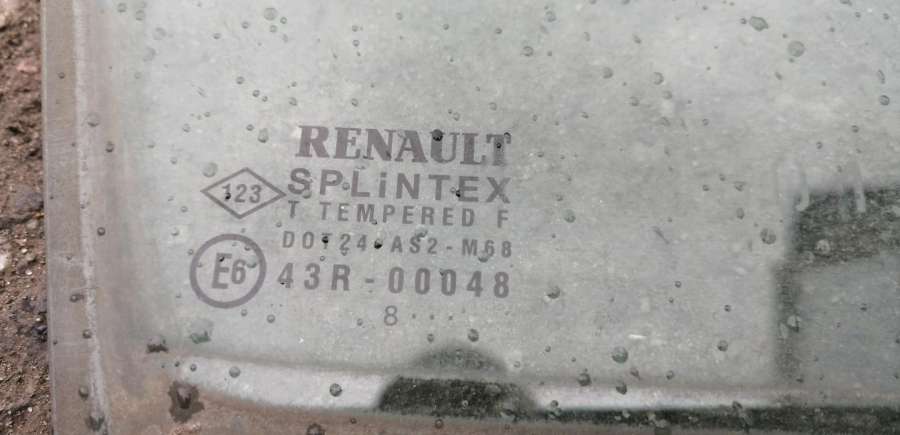 RENAULT
123 SPLiNTEX
T TEMPERED F
DOT24 AS2-M68
E6 43R-00048
8 ...